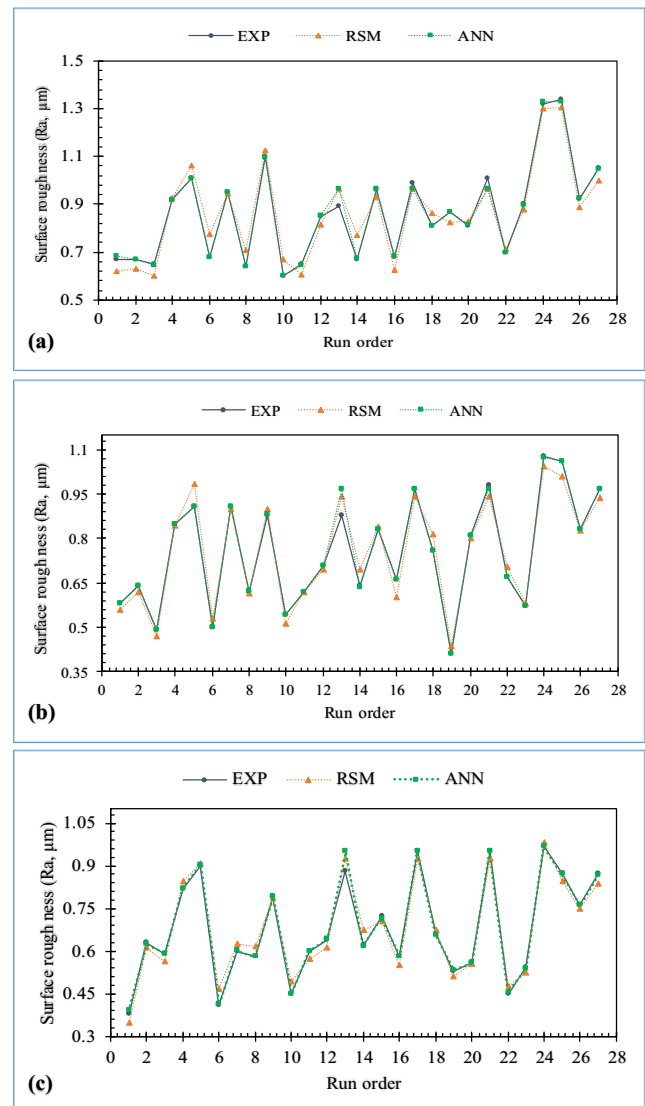 EXP RSM ANN
1.5
1.3
1.1
0.9
0.7
0.5
Surface roughness (Ra, µm)
0 2 4 6 8 10 12 14 16 18 20 22 24 26 28
Run order
(a)
EXP RSM ANN
1.1
0.95
0.8
0.65
0.5
0.35
Surface roughness (Ra, µm)
0 2 4 6 8 10 12 14 16 18 20 22 24 26 28
Run order
(b)
EXP RSM ANN
1.05
0.9
0.75
0.6
0.45
0.3
Surface roughness (Ra, µm)
0 2 4 6 8 10 12 14 16 18 20 22 24 26 28
Run order
(c)